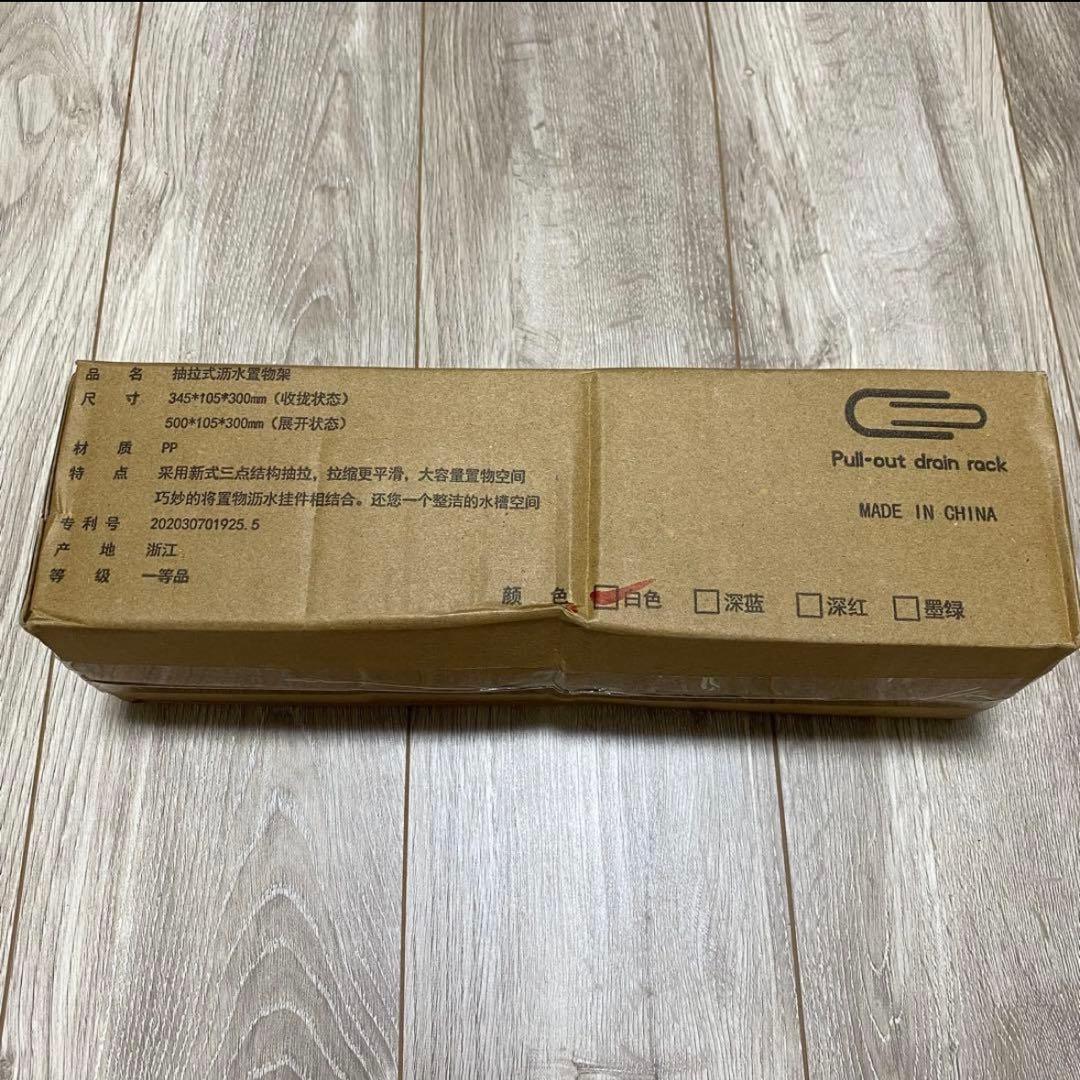 品 名 抽拉式沥水置物架
尺 寸 345*105*300mm (收拢状态)
500*105*300mm (展开状态)
材 质 PP
特 点 采用新式三点结构抽拉，拉缩更平滑，大容量置物空间
巧妙的将置物沥水挂件相结合。还您一个整洁的水槽空间
专利号 202030701925.5
产 地 浙江
等 级 一等品
Pull-out drain rack
MADE IN CHINA
颜 色 白色 深蓝 深红 墨绿